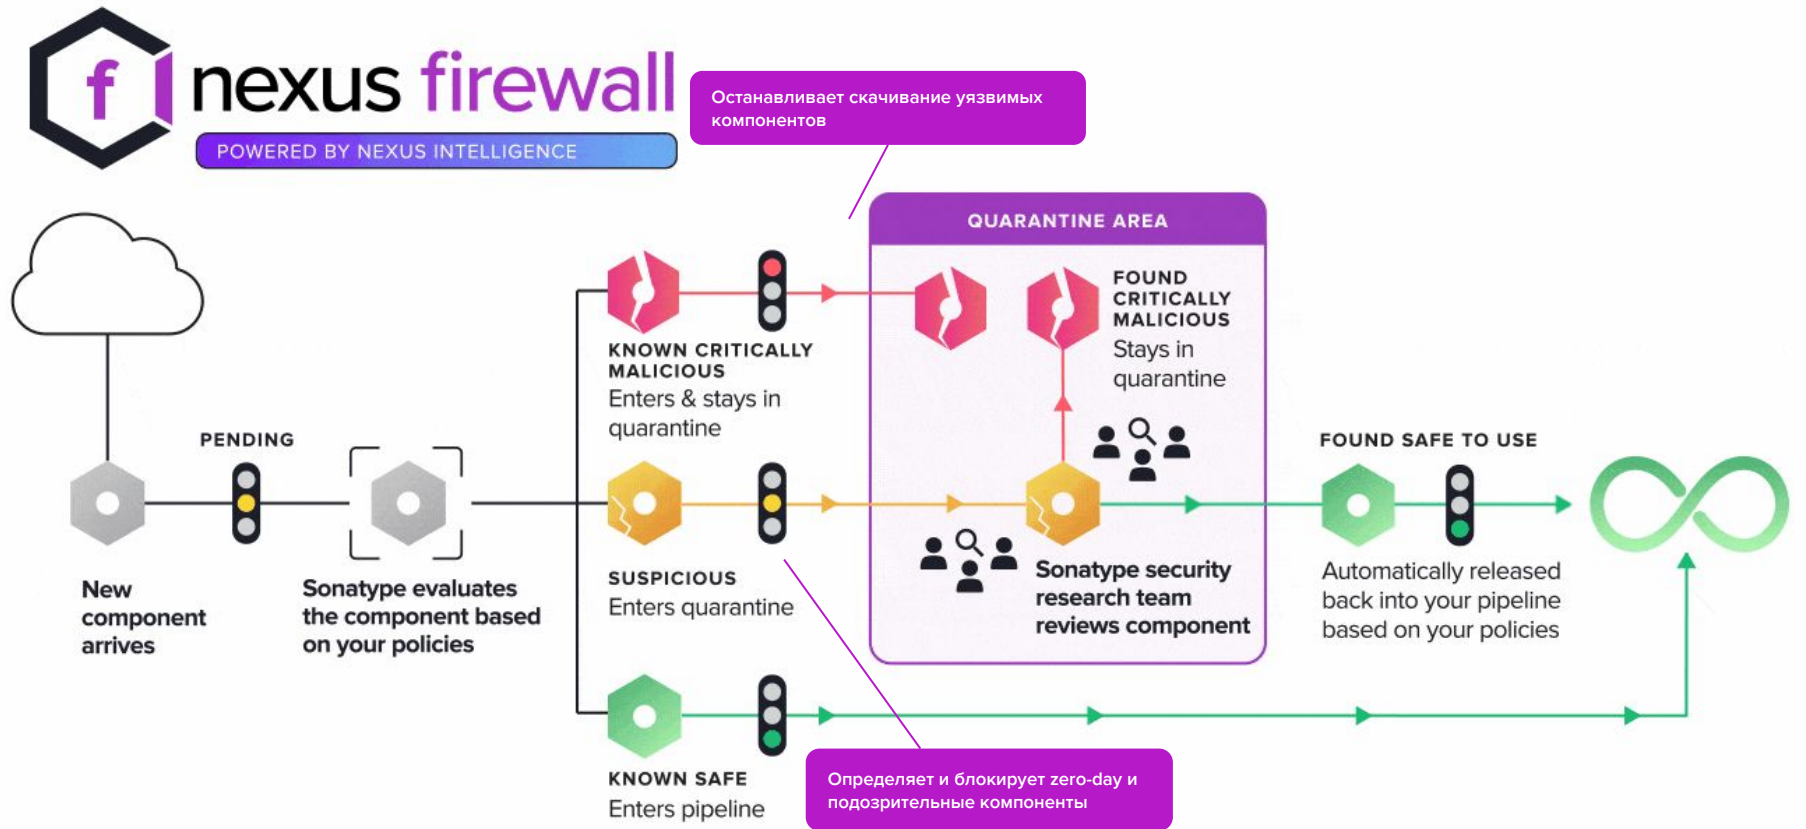 f
nexus firewall
POWERED BY NEXUS INTELLIGENCE
Останавливает скачивание уязвимых
компонентов
QUARANTINE AREA
KNOWN CRITICALLY
MALICIOUS
Enters & stays in
quarantine
FOUND
CRITICALLY
MALICIOUS
Stays in
quarantine
PENDING
New
component
arrives
Sonatype evaluates
the component based
on your policies
SUSPICIOUS
Enters quarantine
Sonatype security
research team
reviews component
FOUND SAFE TO USE
Automatically released
back into your pipeline
based on your policies
KNOWN SAFE
Enters pipeline
Определяет и блокирует zero-day и
подозрительные компоненты